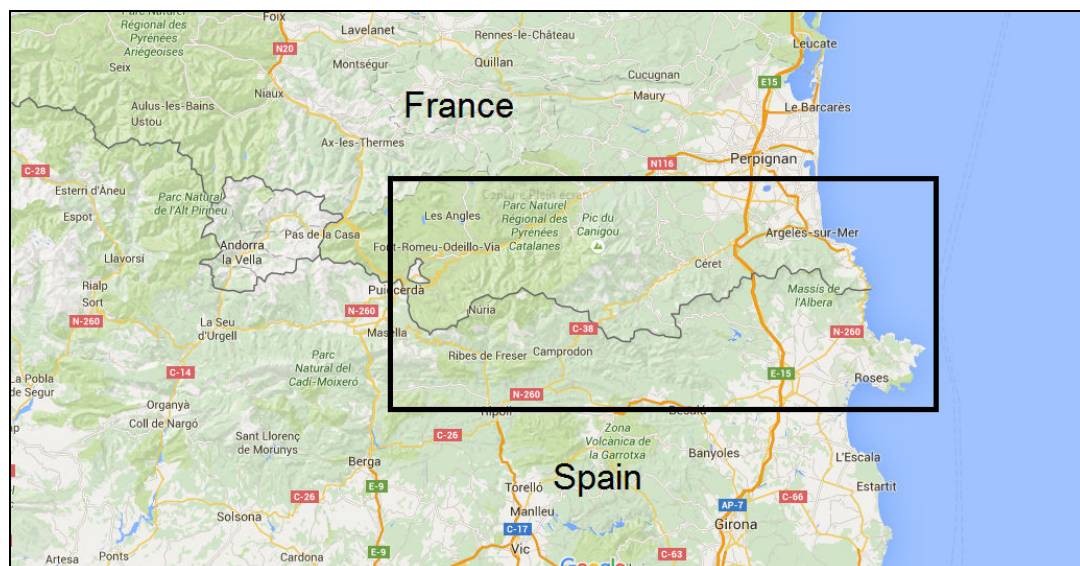 Parc Naturel
Régional des
Pyrénées
Ariégeoises
Foix
Lavelanet
Rennes-le-Château
Leucate
N20
Seix
Montségur
Quillan
Cucugnan
E15
Aulus-les-Bains
Ustou
Niaux
France
Maury
Le Barcarès
Ax-les-Thermes
N116
Perpignan
C-28
Esterri d'Àneu
Parc Natural
de l'Alt Pirineu
Espot
Llavorsí
Andorra
la Vella
Pas de la Casa
Les Angles
Capture Plein écran
Parc Naturel
Régional des
Pyrénées
Catalanes
Pic du
Canigou
Argelès-sur-Mer
Font-Romeu-Odeillo-Via
Céret
Rialp
Sort
Puigcerdà
Núria
Massís de
l'Albera
N-260
La Seu
d'Urgell
N-260
Masella
C-38
N-260
Ribes de Freser
Camprodon
La Pobla
de Segur
C-14
Parc
Natural del
Cadí-Moixeró
E-15
Roses
Organyà
Coll de Nargó
N-260
Ripoll
Besalú
Sant Llorenç
de Morunys
C-26
Zona
Volcànica de
la Garrotxa
Banyoles
L'Escala
Berga
Spain
Estartit
E-9
Torelló
C-66
C-26
Manlleu
AP-7
Solsona
C-17
Girona
Artesa
Ponts
Cardona
E-9
Vic
C-63
Google